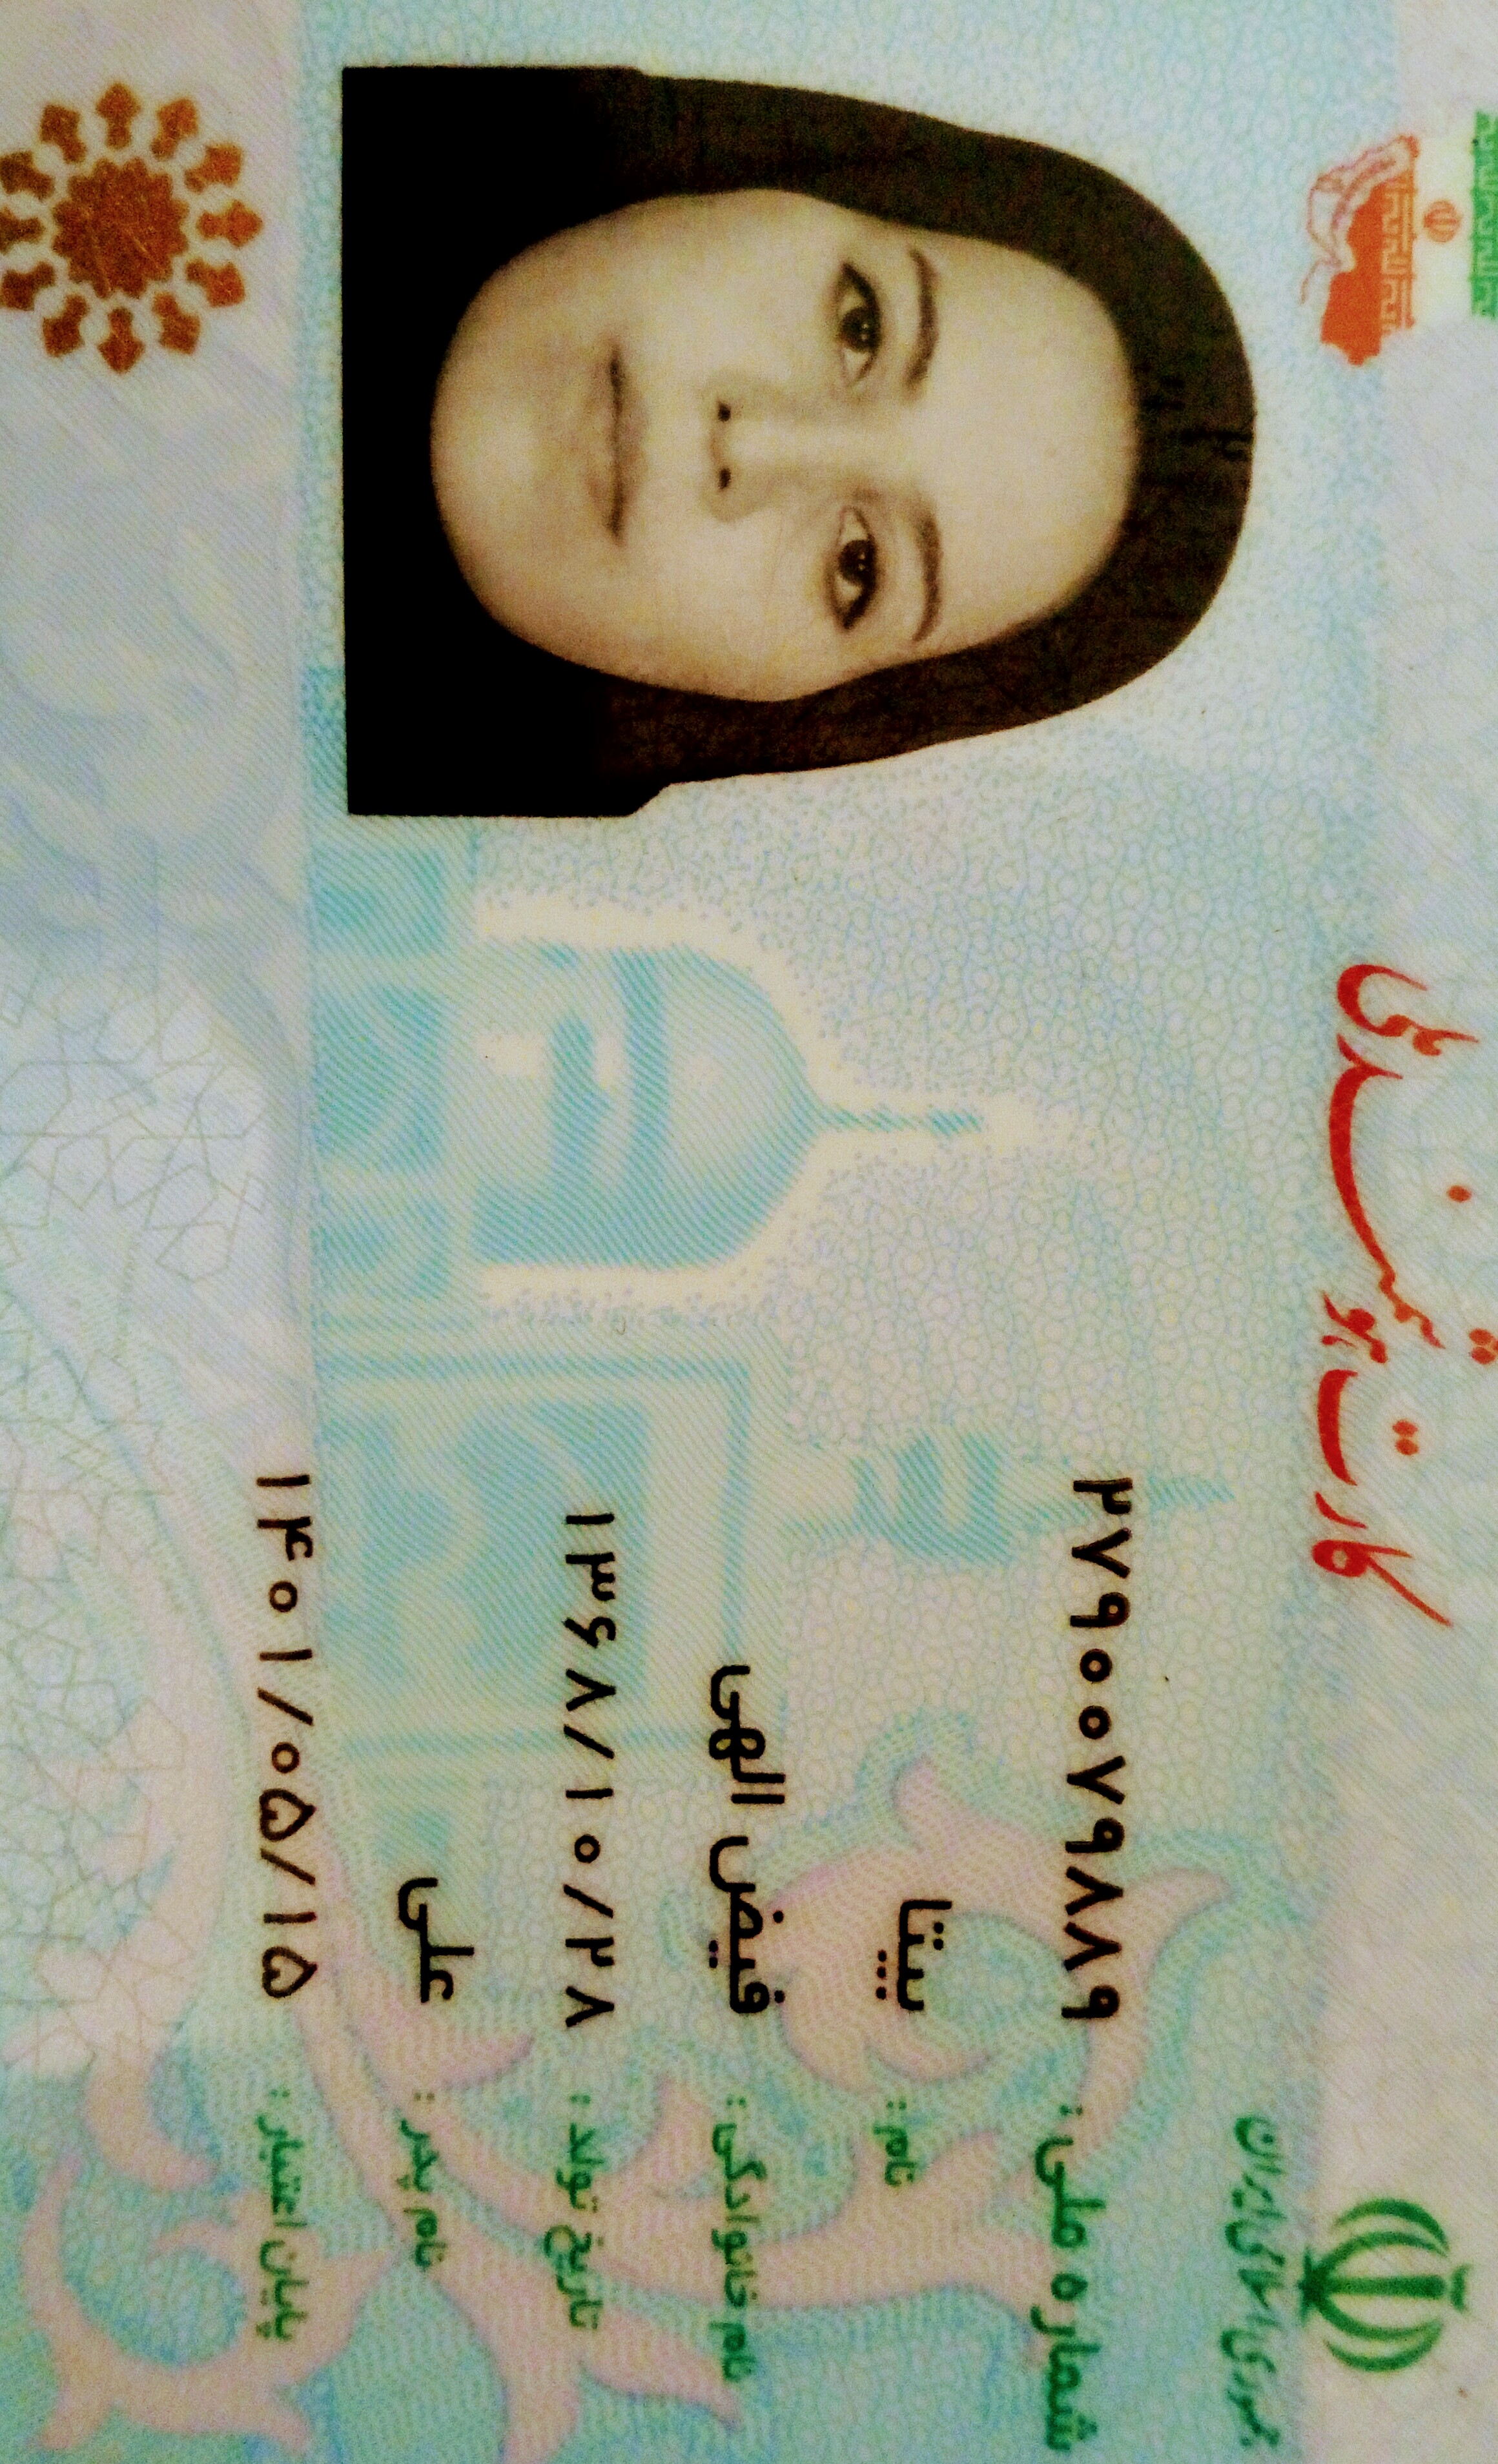 جمهوری اسلامی ایران
کارت هوشمند ملی
شماره ملی : ۲۷۹۰۰۷۹۸۸۹
نام : بیتا
نام خانوادگی : فیض الهی
تاریخ تولد : ۱۳۶۸/۱۰/۲۸
نام پدر : علی
پایان اعتبار : ۱۴۰۱/۰۵/۱۵